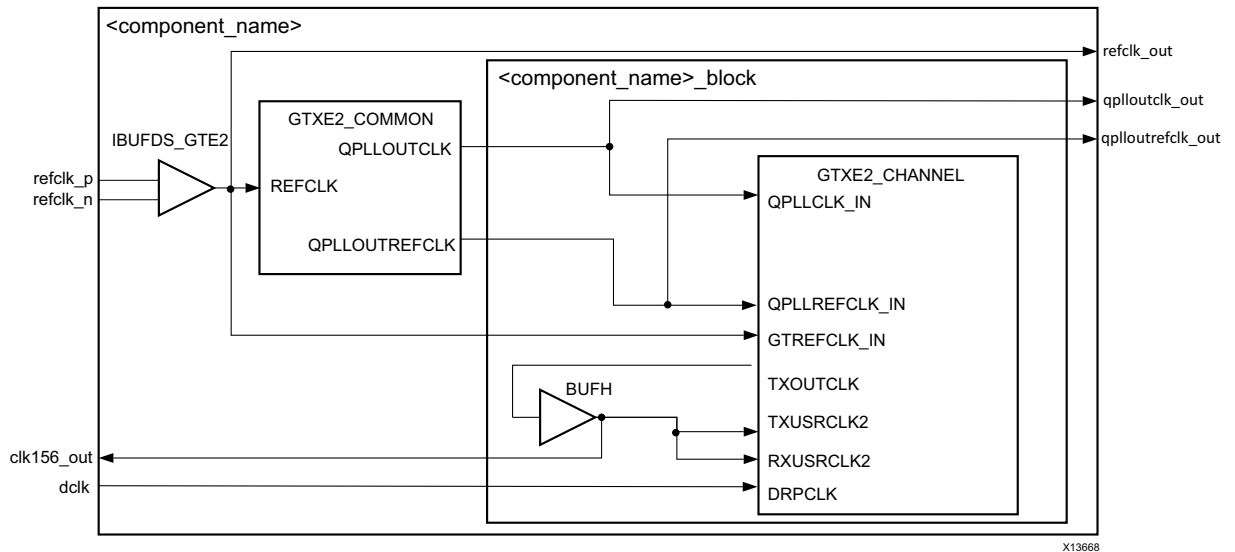 <component_name>
refclk_out
<component_name>_block
qplloutclk_out
GTXE2_COMMON
IBUFDS_GTE2
QPLLOUTCLK
qplloutrefclk_out
refclk_p
refclk_n
REFCLK
GTXE2_CHANNEL
QPLLCLK_IN
QPLLOUTREFCLK
QPLLREFCLK_IN
GTREFCLK_IN
TXOUTCLK
BUFH
TXUSRCLK2
clk156_out
RXUSRCLK2
dclk
DRPCLK
X13668